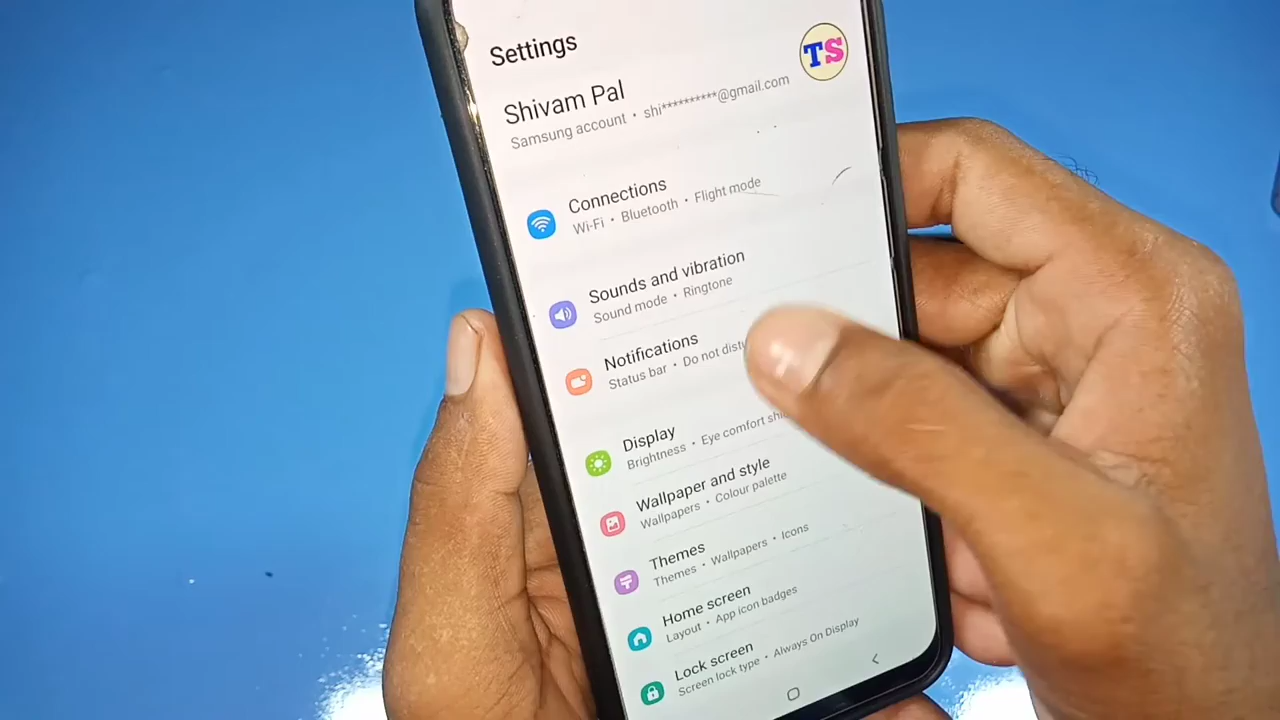 Settings
TS
Shivam Pal
Samsung account • shi**********@gmail.com
Connections
Wi-Fi • Bluetooth • Flight mode
Sounds and vibration
Sound mode • Ringtone
Notifications
Status bar • Do not
Display
Brightness • Eye comfort
Wallpaper and style
Wallpapers • Colour palette
Themes
Themes • Wallpapers • Icons
Home screen
Layout • App icon badges
Lock screen
Screen lock type • Always On Display